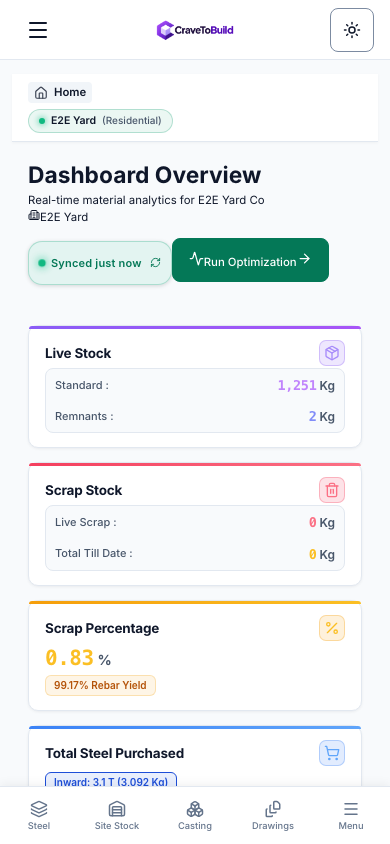 CraveToBuild
Home
E2E Yard (Residential)
Dashboard Overview
Real-time material analytics for E2E Yard Co
E2E Yard
Synced just now
Run Optimization
Live Stock
Standard : 1,251 Kg
Remnants : 2 Kg
Scrap Stock
Live Scrap : 0 Kg
Total Till Date : 0 Kg
Scrap Percentage
0.83 %
99.17% Rebar Yield
Total Steel Purchased
Inward: 3.1 T (3,092 Kg)
Steel
Site Stock
Casting
Drawings
Menu